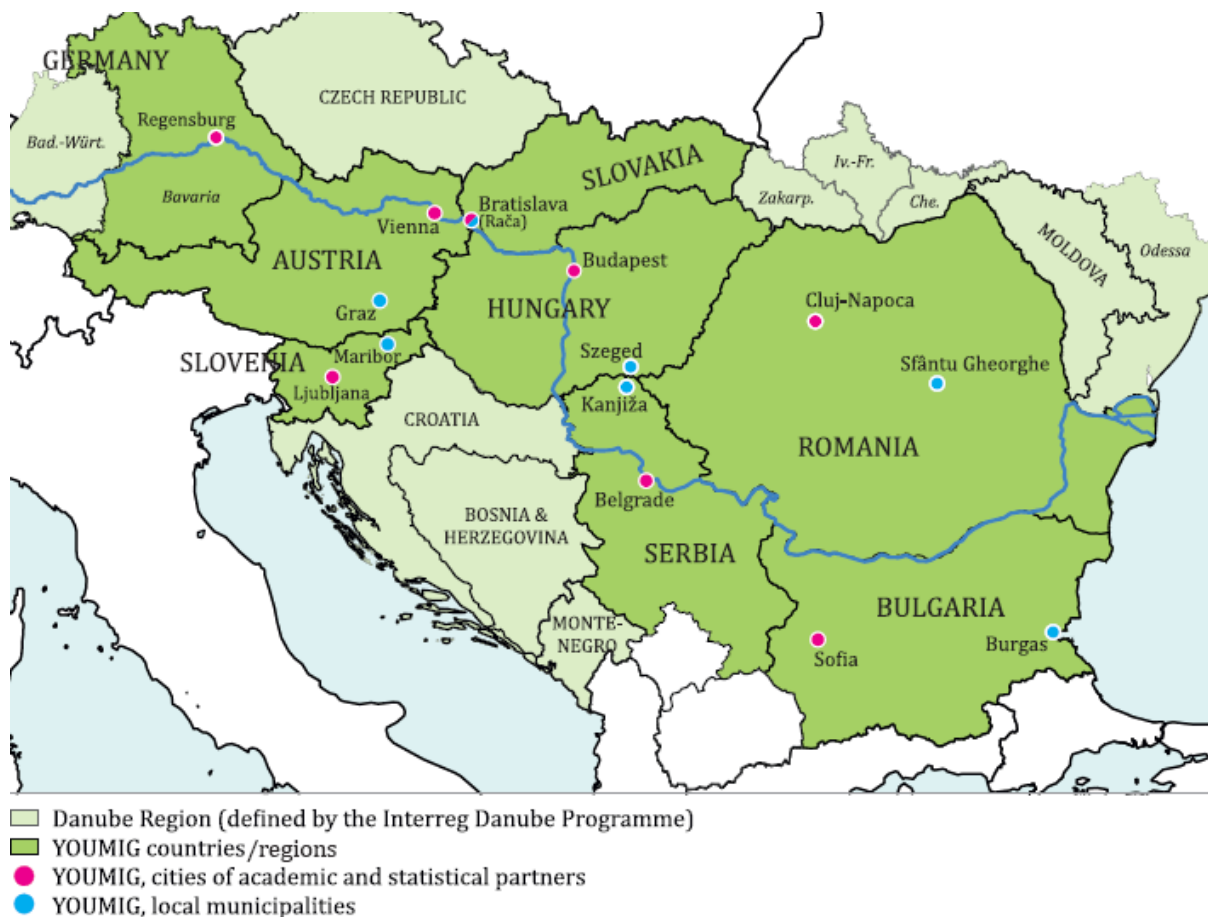 GERMANY
CZECH REPUBLIC
Regensburg
Bad.-Würt.
Bavaria
SLOVAKIA
Iv.-Fr.
Zakarp.
Che.
Bratislava
(Rača)
Vienna
MOLDOVA
Odessa
AUSTRIA
Budapest
Graz
HUNGARY
Cluj-Napoca
SLOVENIA
Maribor
Szeged
Sfântu Gheorghe
Ljubljana
Kanjiža
CROATIA
ROMANIA
Belgrade
BOSNIA &
HERZEGOVINA
SERBIA
BULGARIA
MONTE-
NEGRO
Sofia
Burgas
Danube Region (defined by the Interreg Danube Programme)
YOUMIG countries/regions
YOUMIG, cities of academic and statistical partners
YOUMIG, local municipalities